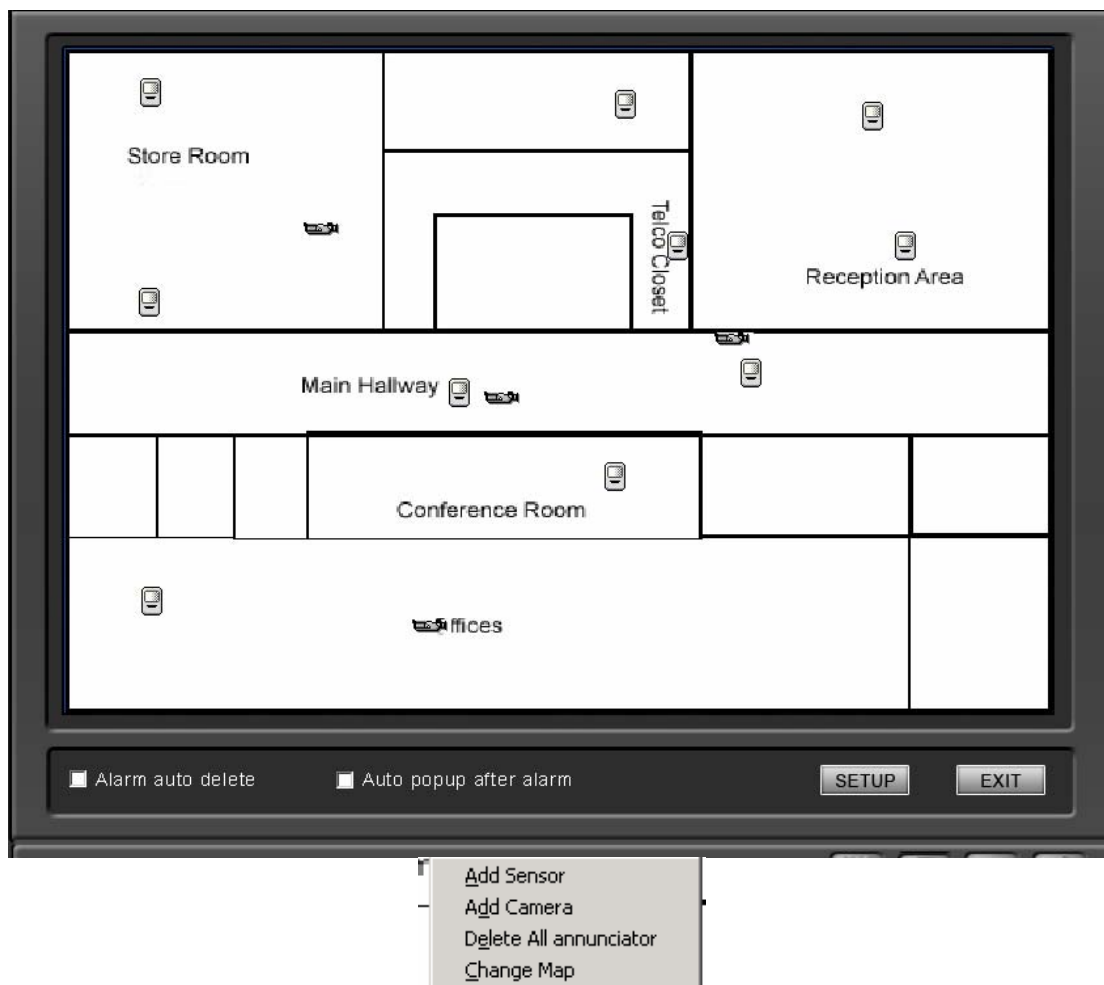 Store Room
Telco Closet
Reception Area
Main Hallway
Conference Room
ffices
Alarm auto delete
Auto popup after alarm
SETUP
EXIT
Add Sensor
Add Camera
Delete All annunciator
Change Map